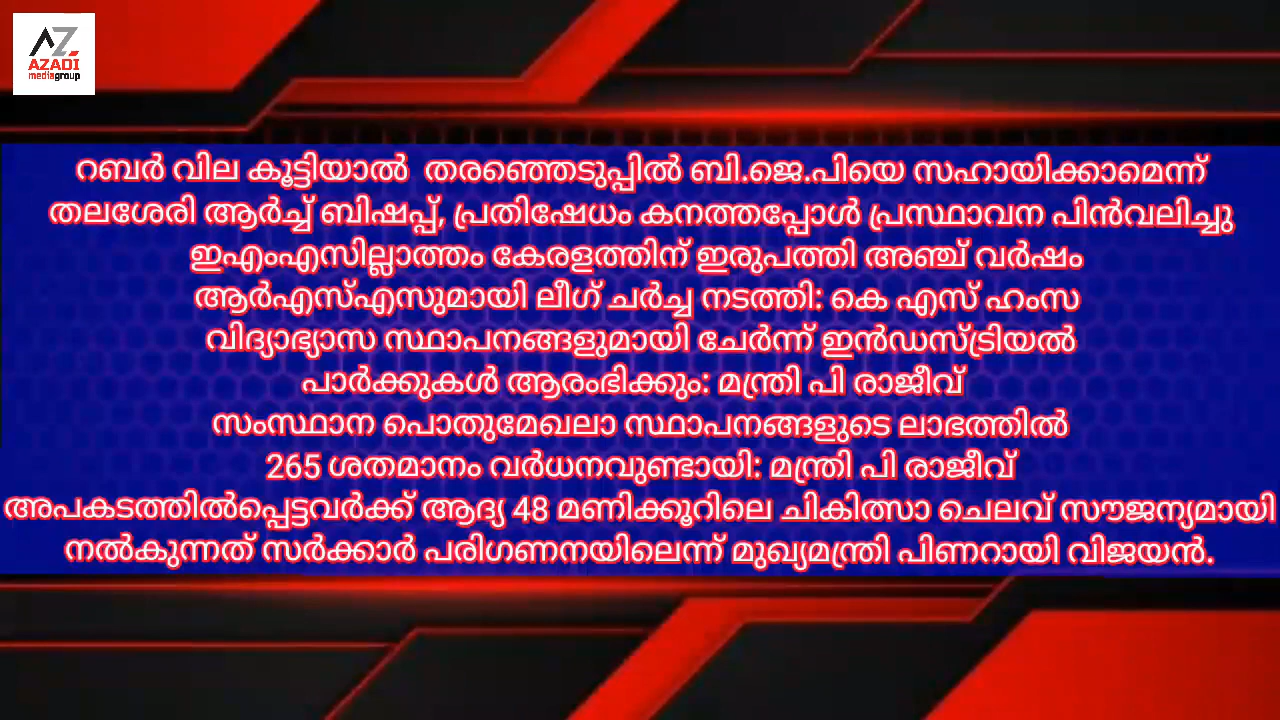 AZ
AZADI
mediagroup
റബർ വില കൂട്ടിയാൽ തരഞ്ഞെടുപ്പിൽ ബി.ജെ.പിയെ സഹായിക്കാമെന്ന്
തലശേരി ആർച്ച് ബിഷപ്പ്, പ്രതിഷേധം കനത്തപ്പോൾ പ്രസ്ഥാവന പിൻവലിച്ചു
ഇഎംഎസില്ലാത്തം കേരളത്തിന് ഇരുപത്തി അഞ്ച് വർഷം
ആർഎസ്എസുമായി ലീഗ് ചർച്ച നടത്തി: കെ എസ് ഹംസ
വിദ്യാഭ്യാസ സ്ഥാപനങ്ങളുമായി ചേർന്ന് ഇൻഡസ്ട്രിയൽ
പാർക്കുകൾ ആരംഭിക്കും: മന്ത്രി പി രാജീവ്
സംസ്ഥാന പൊതുമേഖലാ സ്ഥാപനങ്ങളുടെ ലാഭത്തിൽ
265 ശതമാനം വർധനവുണ്ടായി: മന്ത്രി പി രാജീവ്
അപകടത്തിൽപ്പെട്ടവർക്ക് ആദ്യ 48 മണിക്കൂറിലെ ചികിത്സാ ചെലവ് സൗജന്യമായി
നൽകുന്നത് സർക്കാർ പരിഗണനയിലെന്ന് മുഖ്യമന്ത്രി പിണറായി വിജയൻ.